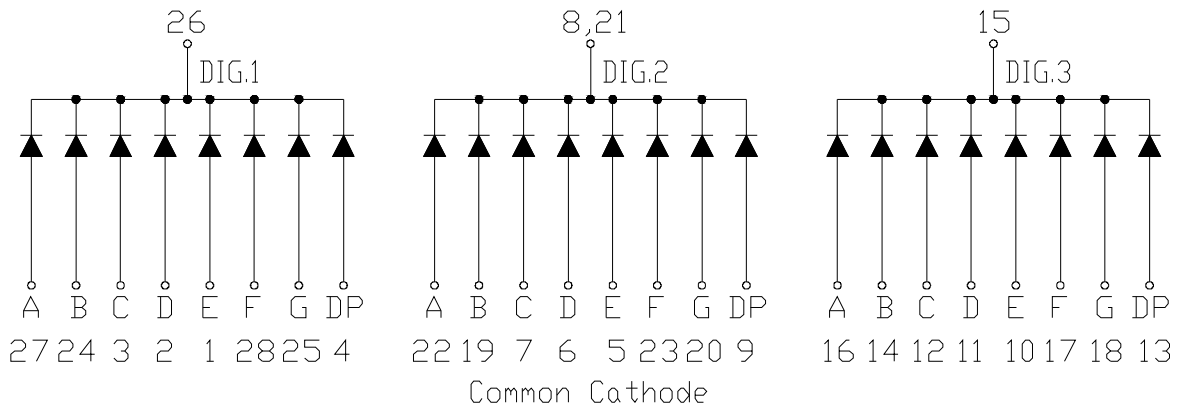 26 8,21 15
DIG.1 DIG.2 DIG.3
A B C D E F G DP A B C D E F G DP A B C D E F G DP
27 24 3 2 1 28 25 4 22 19 7 6 5 23 20 9 16 14 12 11 10 17 18 13
Common Cathode